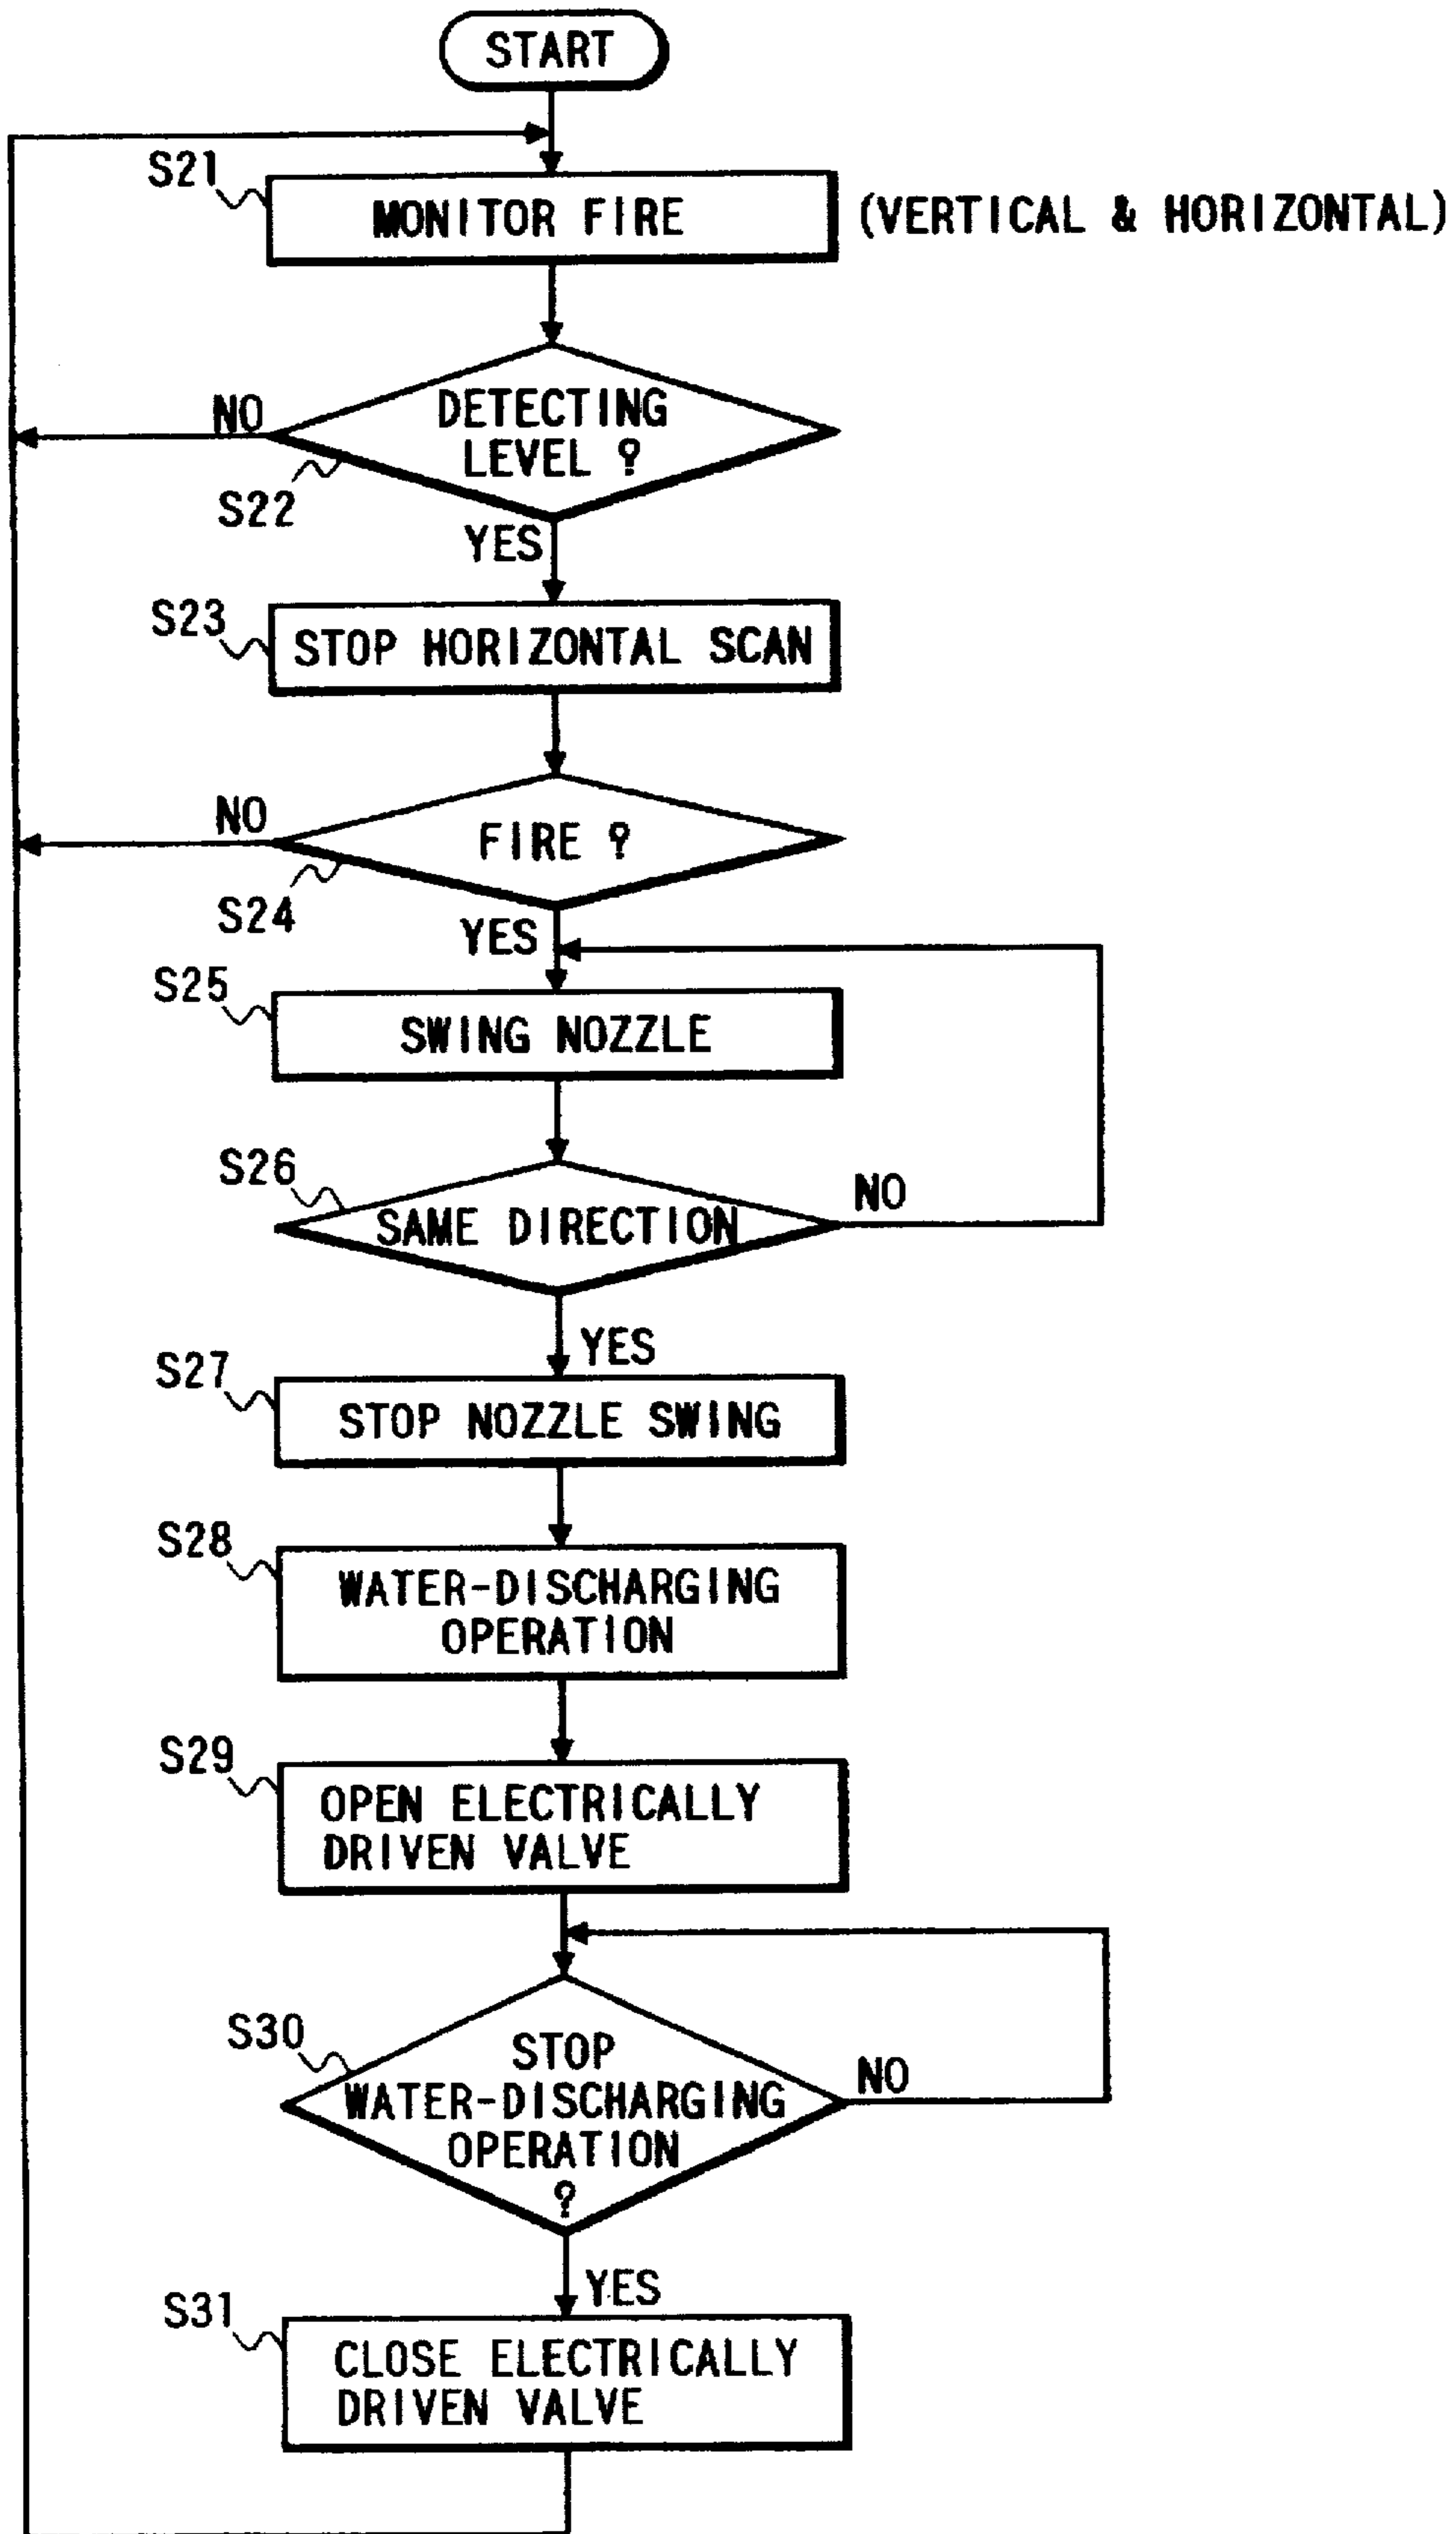 START
S21
MONITOR FIRE
(VERTICAL & HORIZONTAL)
NO
DETECTING
LEVEL ?
S22
YES
S23
STOP HORIZONTAL SCAN
NO
FIRE ?
S24
YES
S25
SWING NOZZLE
S26
SAME DIRECTION
NO
YES
S27
STOP NOZZLE SWING
S28
WATER-DISCHARGING
OPERATION
S29
OPEN ELECTRICALLY
DRIVEN VALVE
S30
STOP
WATER-DISCHARGING
OPERATION
?
NO
YES
S31
CLOSE ELECTRICALLY
DRIVEN VALVE